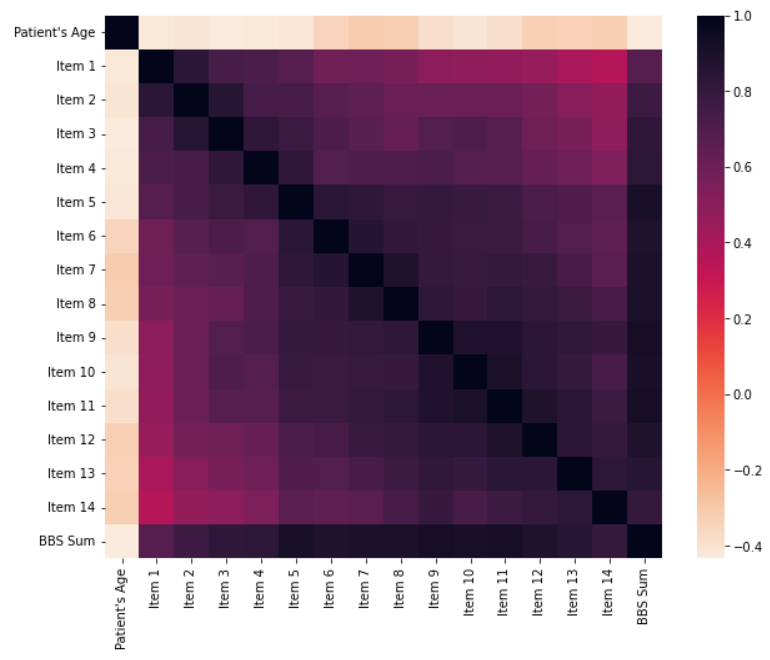 Patient's Age
Item 1
Item 2
Item 3
Item 4
Item 5
Item 6
Item 7
Item 8
Item 9
Item 10
Item 11
Item 12
Item 13
Item 14
BBS Sum
Patient's Age
Item 1
Item 2
Item 3
Item 4
Item 5
Item 6
Item 7
Item 8
Item 9
Item 10
Item 11
Item 12
Item 13
Item 14
BBS Sum
1.0
0.8
0.6
0.4
0.2
0.0
−0.2
−0.4